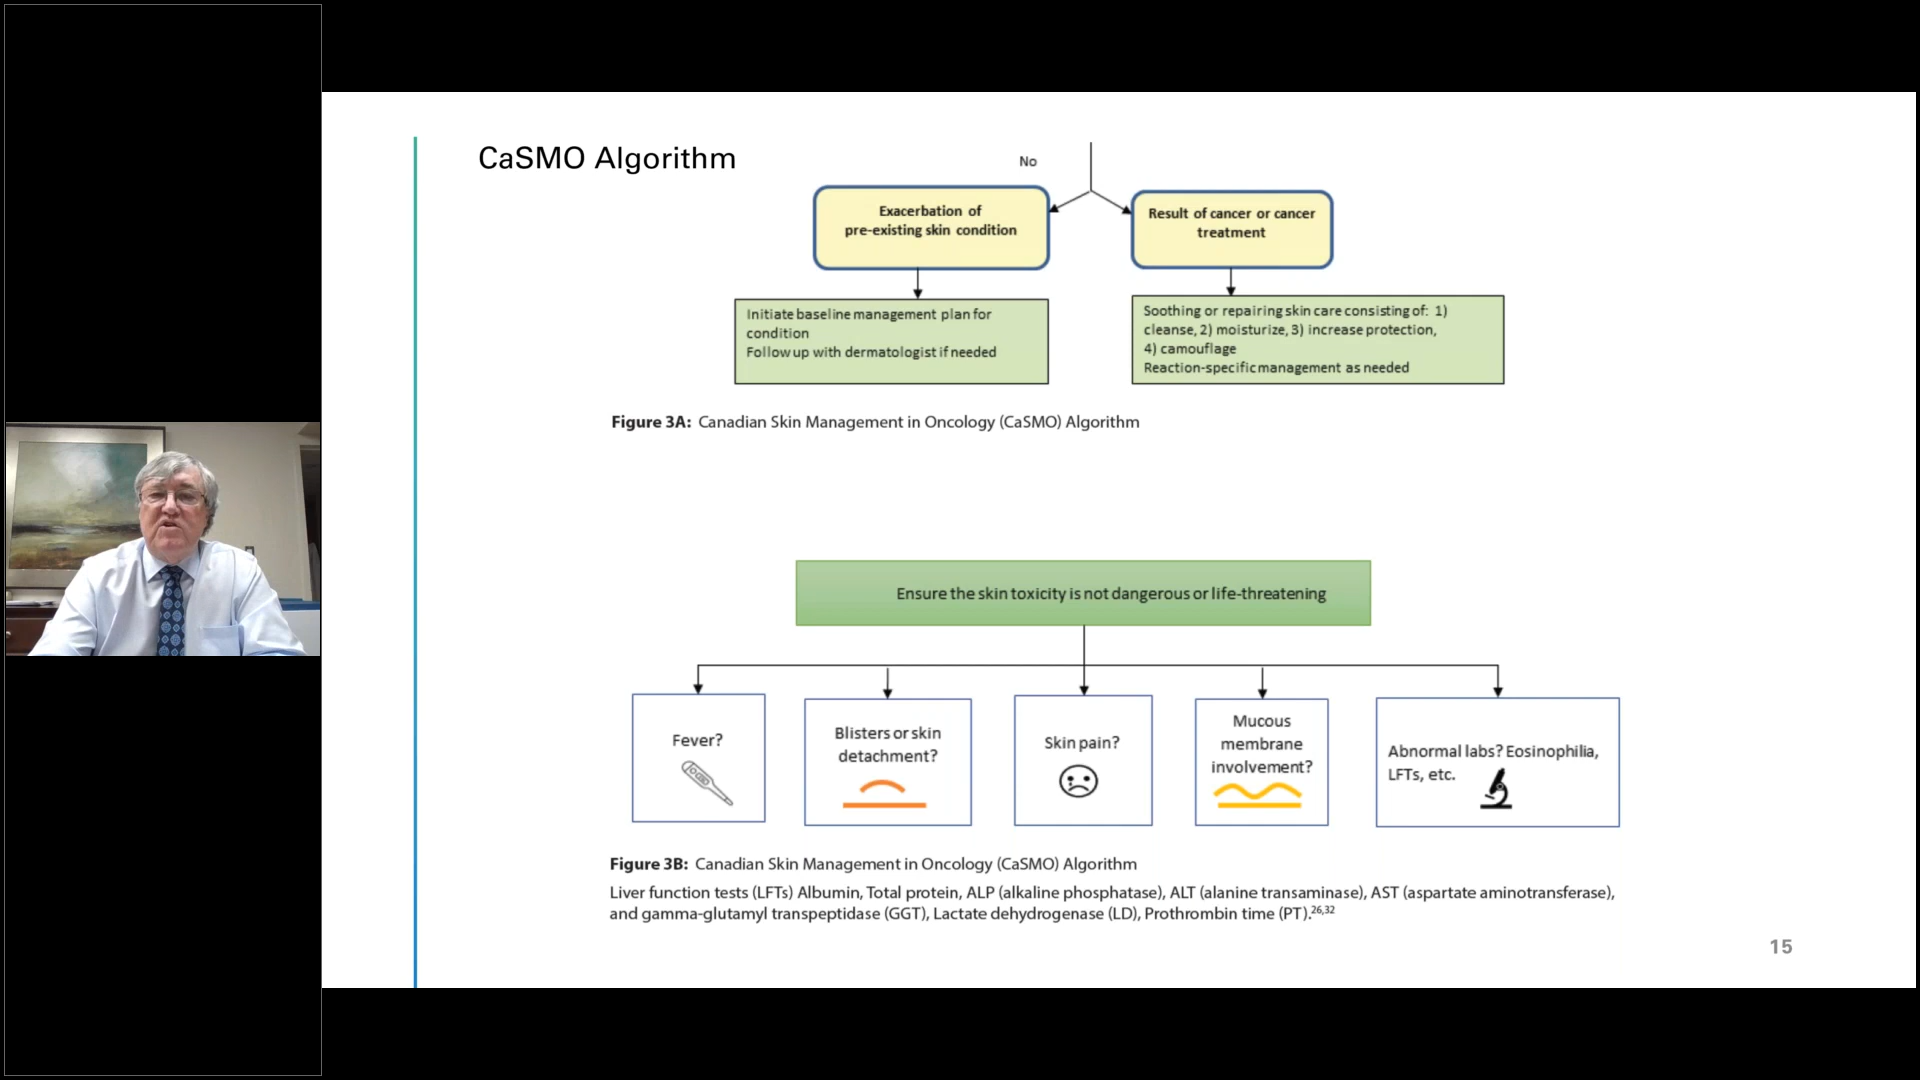 CaSMO Algorithm
No
Exacerbation of
pre-existing skin condition
Result of cancer or cancer
treatment
Initiate baseline management plan for
condition
Follow up with dermatologist if needed
Soothing or repairing skin care consisting of: 1)
cleanse, 2) moisturize, 3) increase protection,
4) camouflage
Reaction-specific management as needed
Figure 3A: Canadian Skin Management in Oncology (CaSMO) Algorithm
Ensure the skin toxicity is not dangerous or life-threatening
Fever?
Blisters or skin
detachment?
Skin pain?
Mucous
membrane
involvement?
Abnormal labs? Eosinophilia,
LFTs, etc.
Figure 3B: Canadian Skin Management in Oncology (CaSMO) Algorithm
Liver function tests (LFTs) Albumin, Total protein, ALP (alkaline phosphatase), ALT (alanine transaminase), AST (aspartate aminotransferase),
and gamma-glutamyl transpeptidase (GGT), Lactate dehydrogenase (LD), Prothrombin time (PT).26,32
15